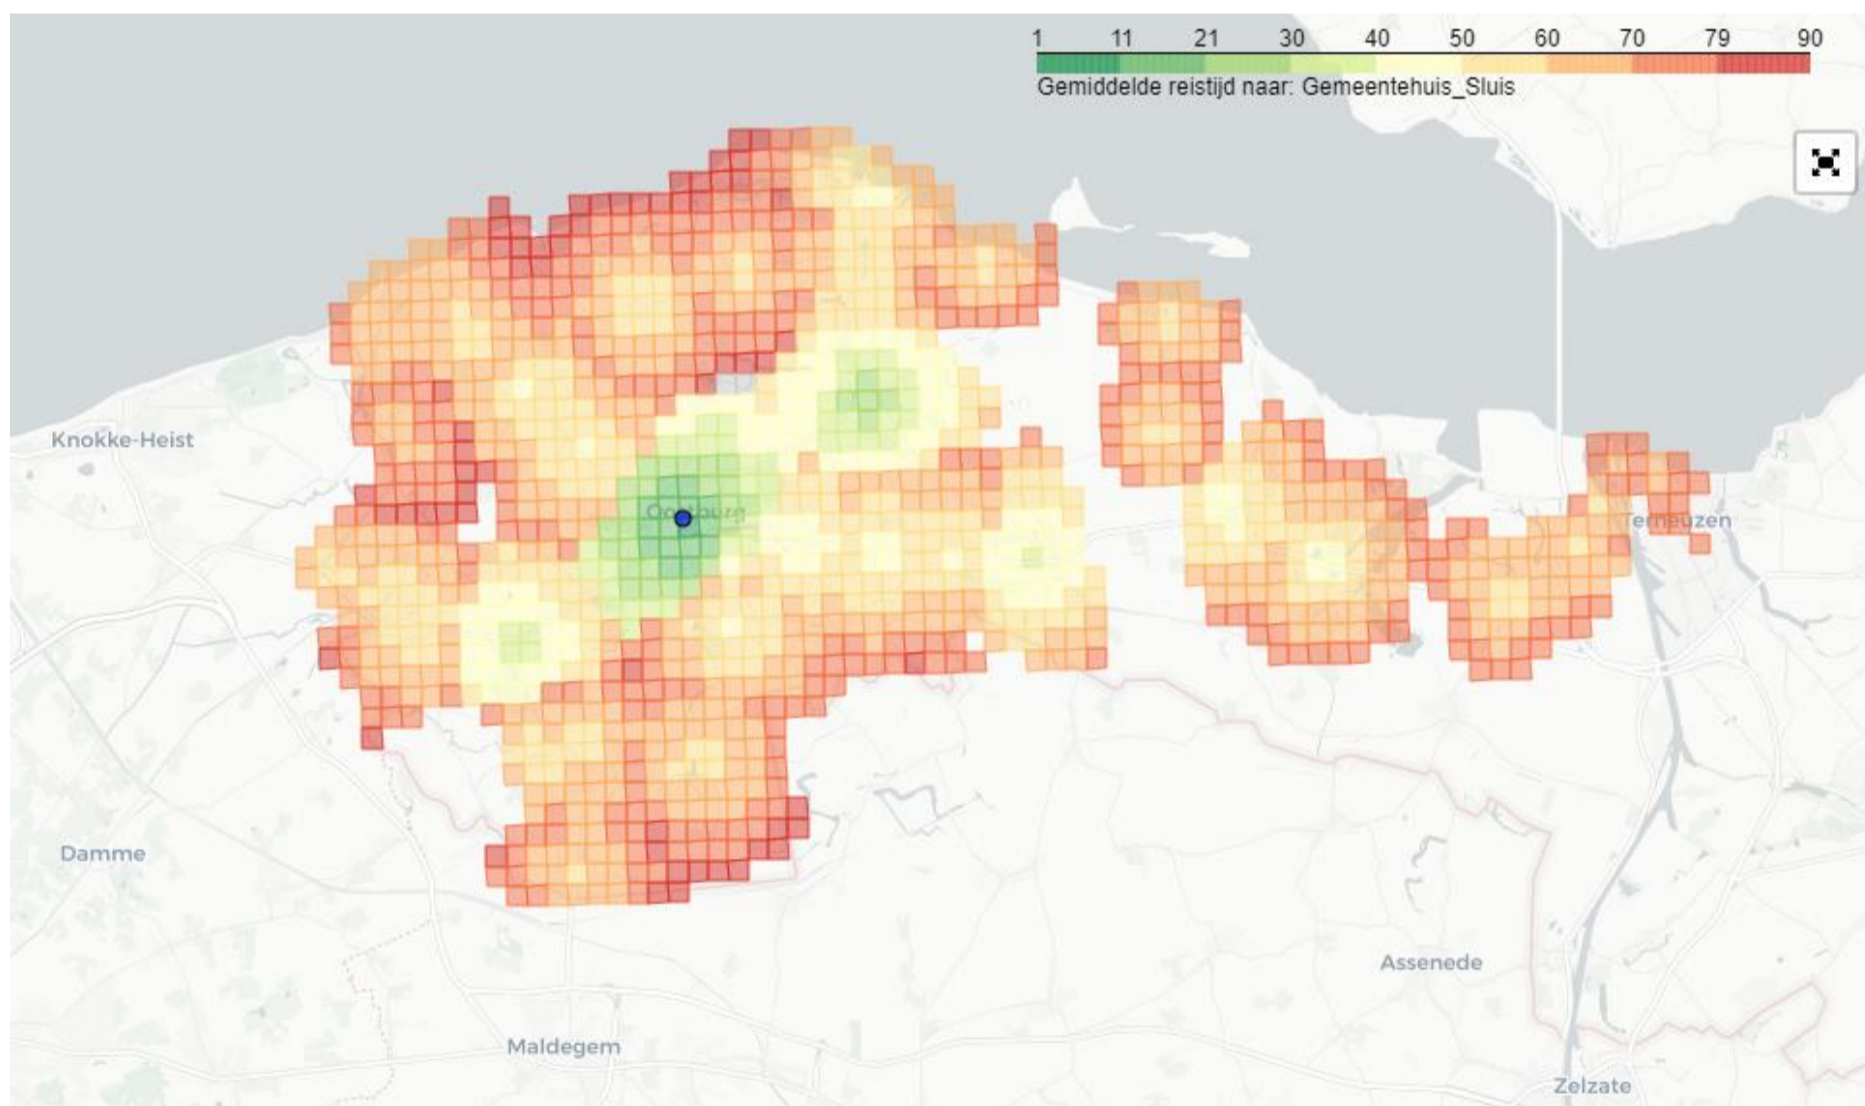 1 11 21 30 40 50 60 70 79 90
Gemiddelde reistijd naar: Gemeentehuis_Sluis
Knokke-Heist
Oostburg
Terneuzen
Damme
Assenede
Maldegem
Zelzate